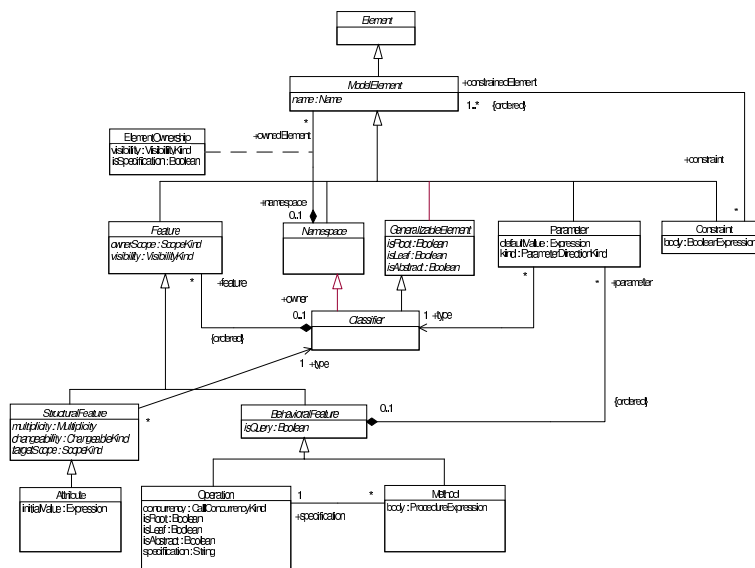 Element
ModelElement
name : Name
+constrainedElement
1..*
{ordered}
*
+ownedElement
ElementOwnership
visibility : VisibilityKind
isSpecification : Boolean
+constraint
+namespace
0..1
*
Feature
ownerScope : ScopeKind
visibility : VisibilityKind
Namespace
GeneralizableElement
isRoot : Boolean
isLeaf : Boolean
isAbstract : Boolean
Parameter
defaultValue : Expression
kind : ParameterDirectionKind
Constraint
body : BooleanExpression
*
+feature
*
*
+parameter
+owner
0..1
Classifier
1 +type
{ordered}
1 +type
{ordered}
StructuralFeature
multiplicity : Multiplicity
changeability : ChangeableKind
targetScope : ScopeKind
*
BehavioralFeature
isQuery : Boolean
0..1
Attribute
initialValue : Expression
Operation
concurrency : CallConcurrencyKind
isRoot : Boolean
isLeaf : Boolean
isAbstract : Boolean
specification : String
1
*
+specification
Method
body : ProcedureExpression